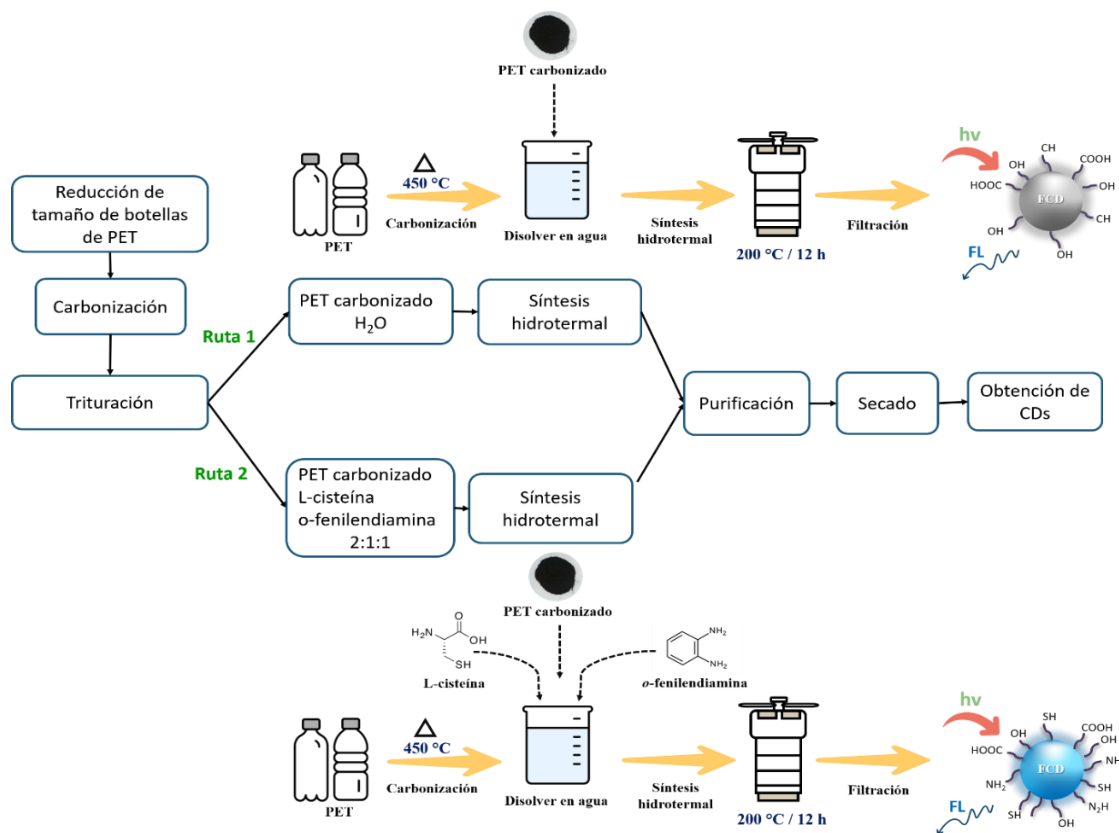 PET carbonizado
PET
450 °C
Carbonización
Disolver en agua
Síntesis
hidrotermal
200 °C / 12 h
Filtración
hv
OH
CH
COOH
HOOC
OH
FCD
CH
OH
OH
FL
Reducción de
tamaño de botellas
de PET
Carbonización
Trituración
Ruta 1
PET carbonizado
H₂O
Síntesis
hidrotermal
Ruta 2
PET carbonizado
L-cisteína
o-fenilendiamina
2:1:1
Síntesis
hidrotermal
Purificación
Secado
Obtención de
CDs
PET carbonizado
H₂N
O
OH
SH
L-cisteína
NH₂
NH₂
o-fenilendiamina
PET
450 °C
Carbonización
Disolver en agua
Síntesis
hidrotermal
200 °C / 12 h
Filtración
hv
SH
COOH
OH
OH
HOOC
NH
FCD
NH₂
SH
N₂H
SH
OH
FL